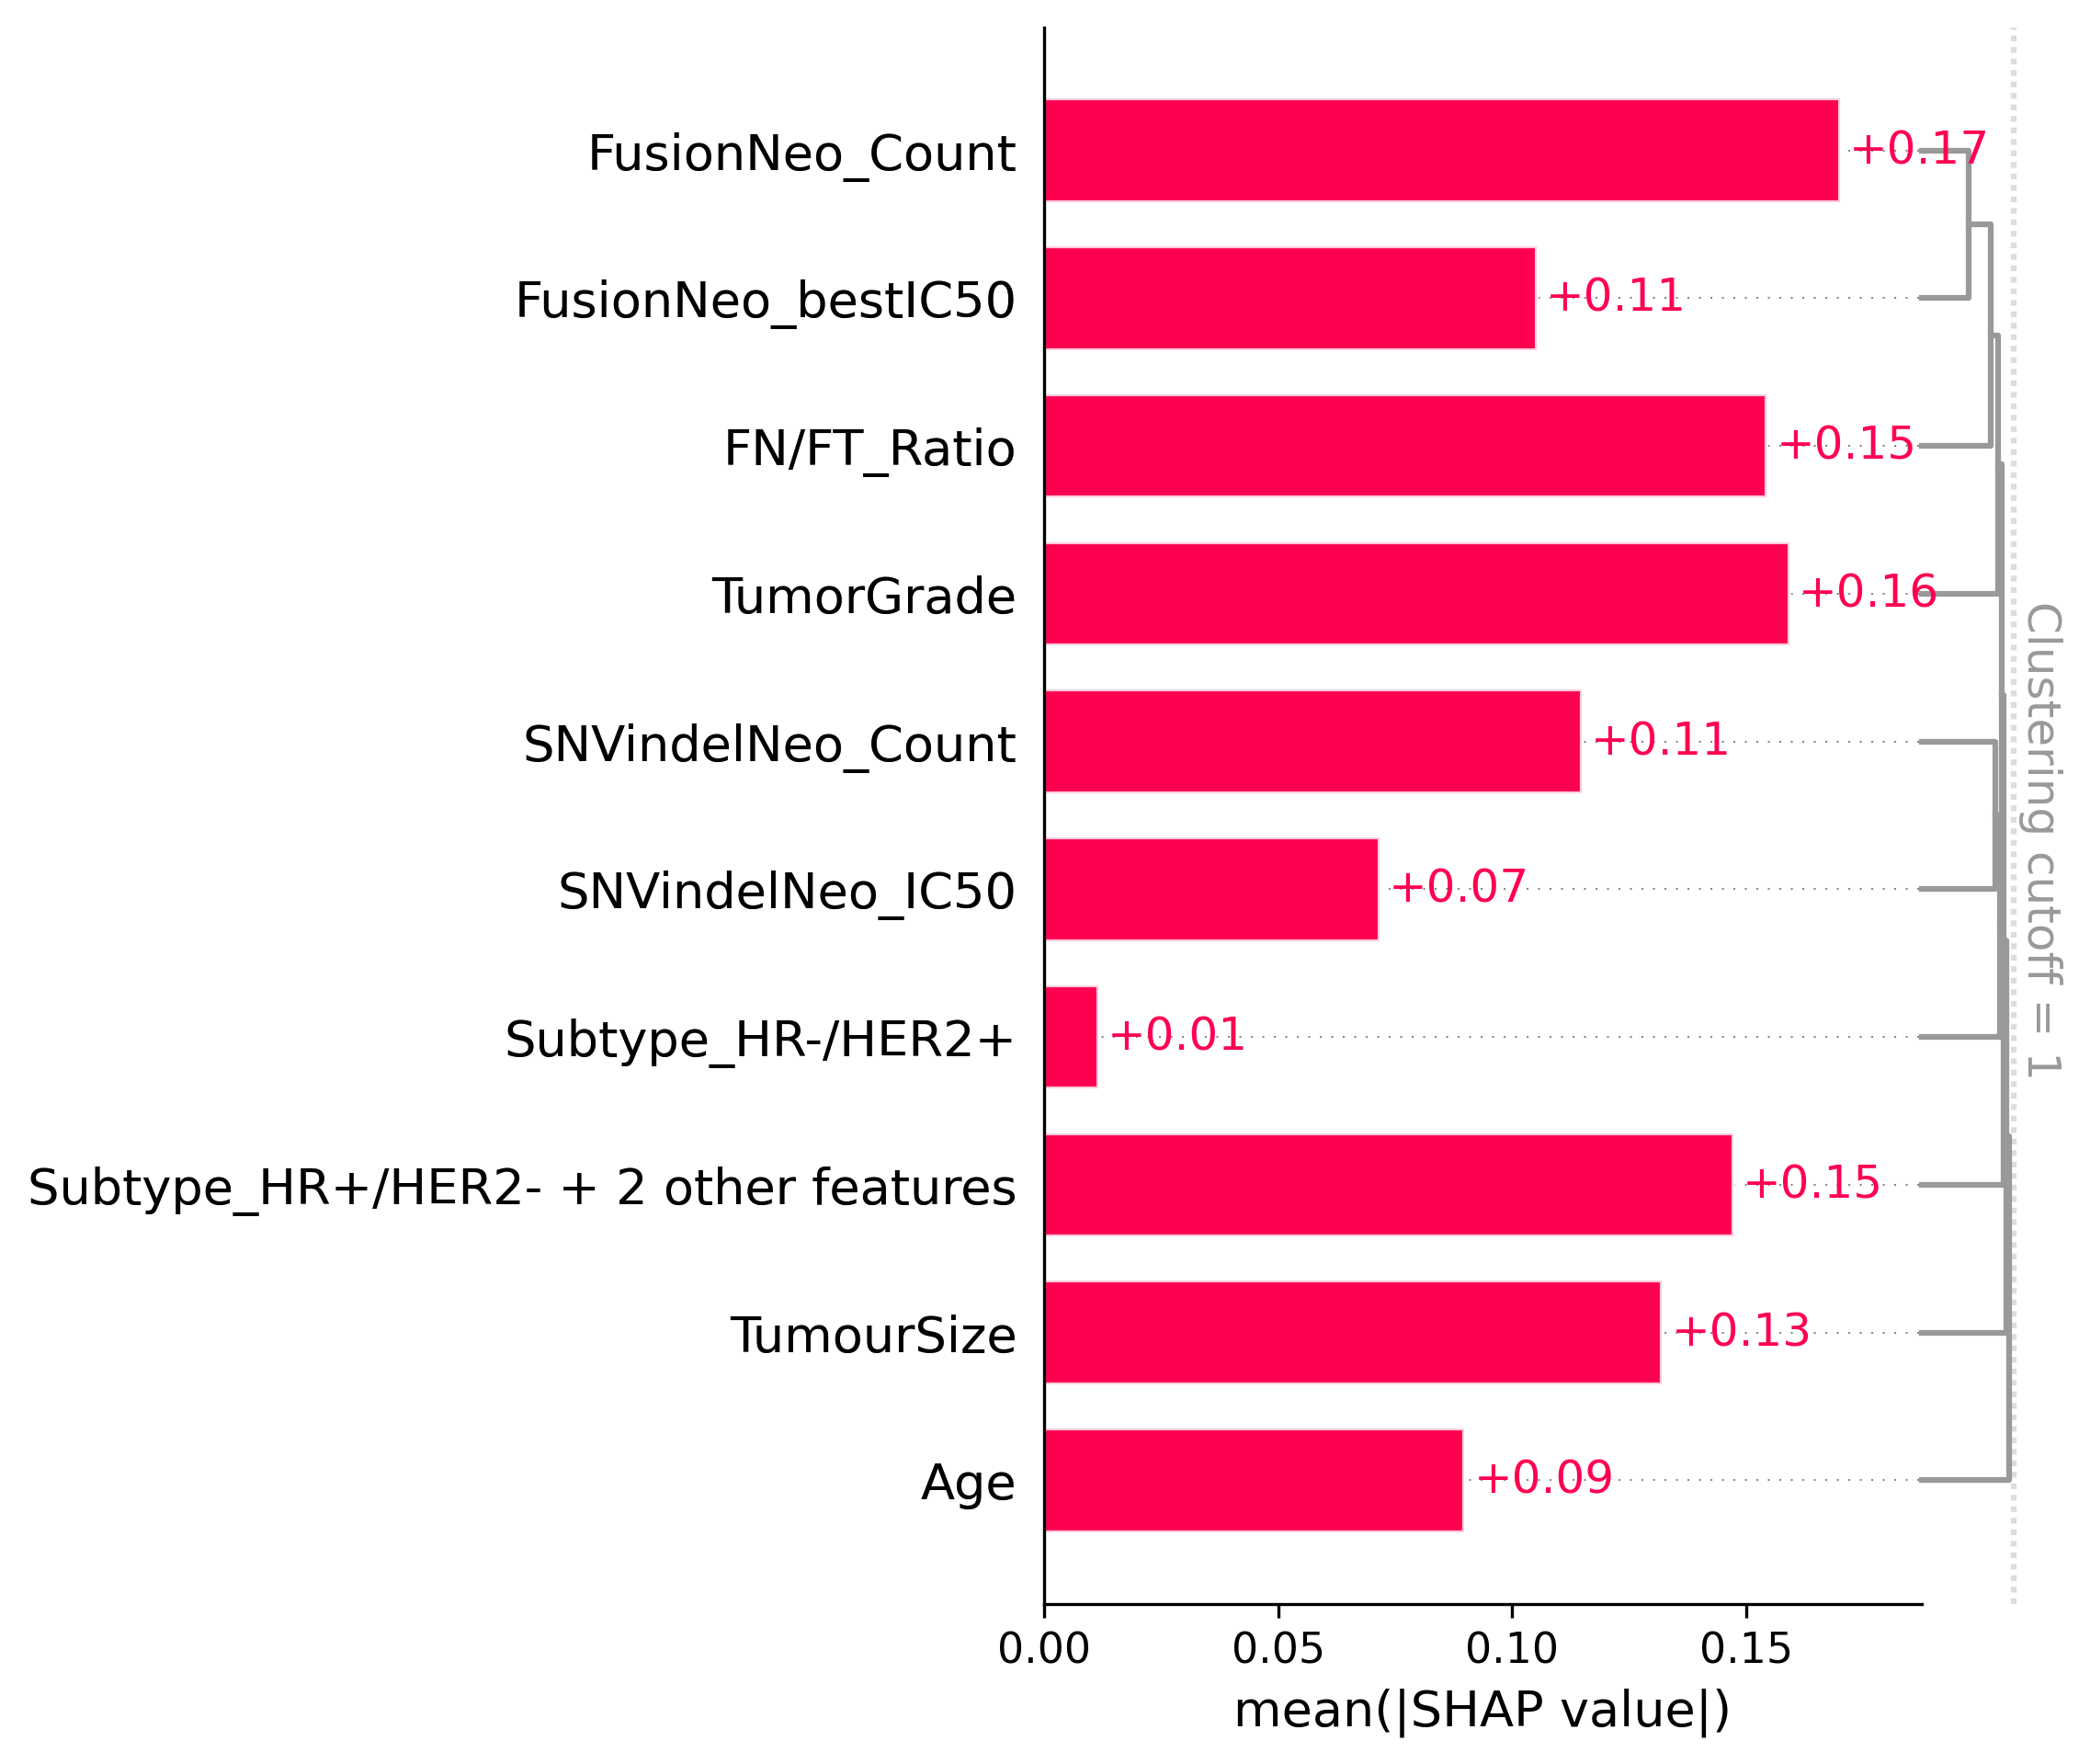 FusionNeo_Count +0.17
FusionNeo_bestIC50 +0.11
FN/FT_Ratio +0.15
TumorGrade +0.16
SNVindelNeo_Count +0.11
SNVindelNeo_IC50 +0.07
Subtype_HR-/HER2+ +0.01
Subtype_HR+/HER2- + 2 other features +0.15
TumourSize +0.13
Age +0.09
Clustering cutoff = 1
0.00 0.05 0.10 0.15
mean(|SHAP value|)